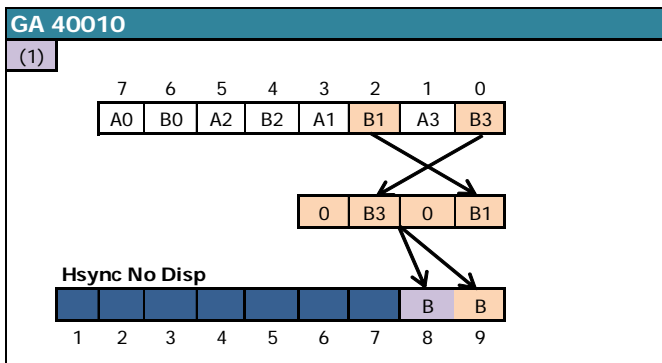 GA 40010
(1)
7 6 5 4 3 2 1 0
A0 B0 A2 B2 A1 B1 A3 B3
0 B3 0 B1
Hsync No Disp
B B
1 2 3 4 5 6 7 8 9